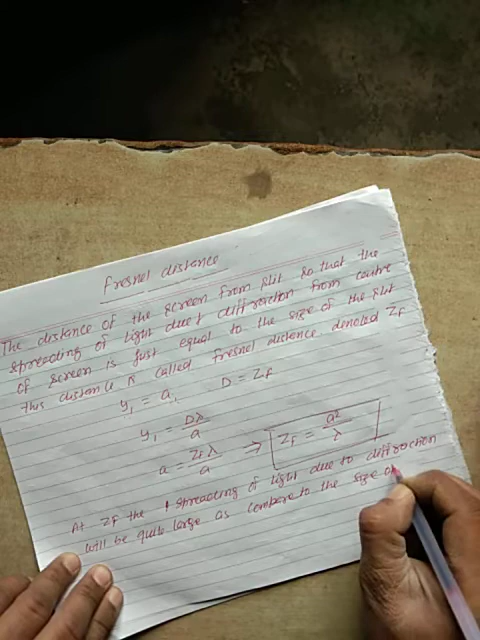 fresnel distance
The distance of the screen from slit so that the
spreading of light due t diffraction from centre
of screen is just equal to the size of the slit
this distance is called fresnel distance denoted ZF
y₁ = a, D = ZF
y₁ = Dλ/a
a = ZFλ/a ⇒ ZF = a²/λ
At ZF the spreading of light due to diffraction
will be quite large as compare to the size o